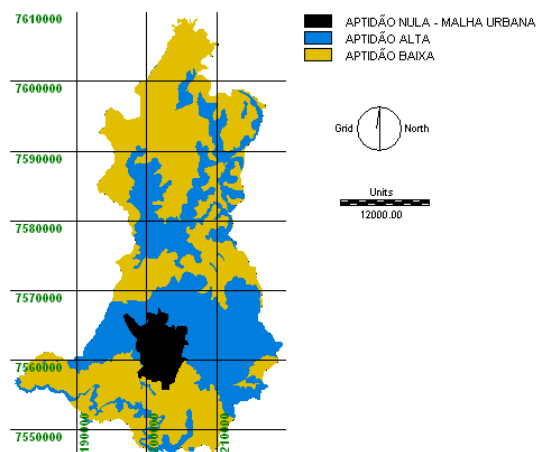 7610000
7600000
7590000
7580000
7570000
7560000
7550000
190000
200000
210000
APTIDÃO NULA - MALHA URBANA
APTIDÃO ALTA
APTIDÃO BAIXA
Grid North
Units
12000.00